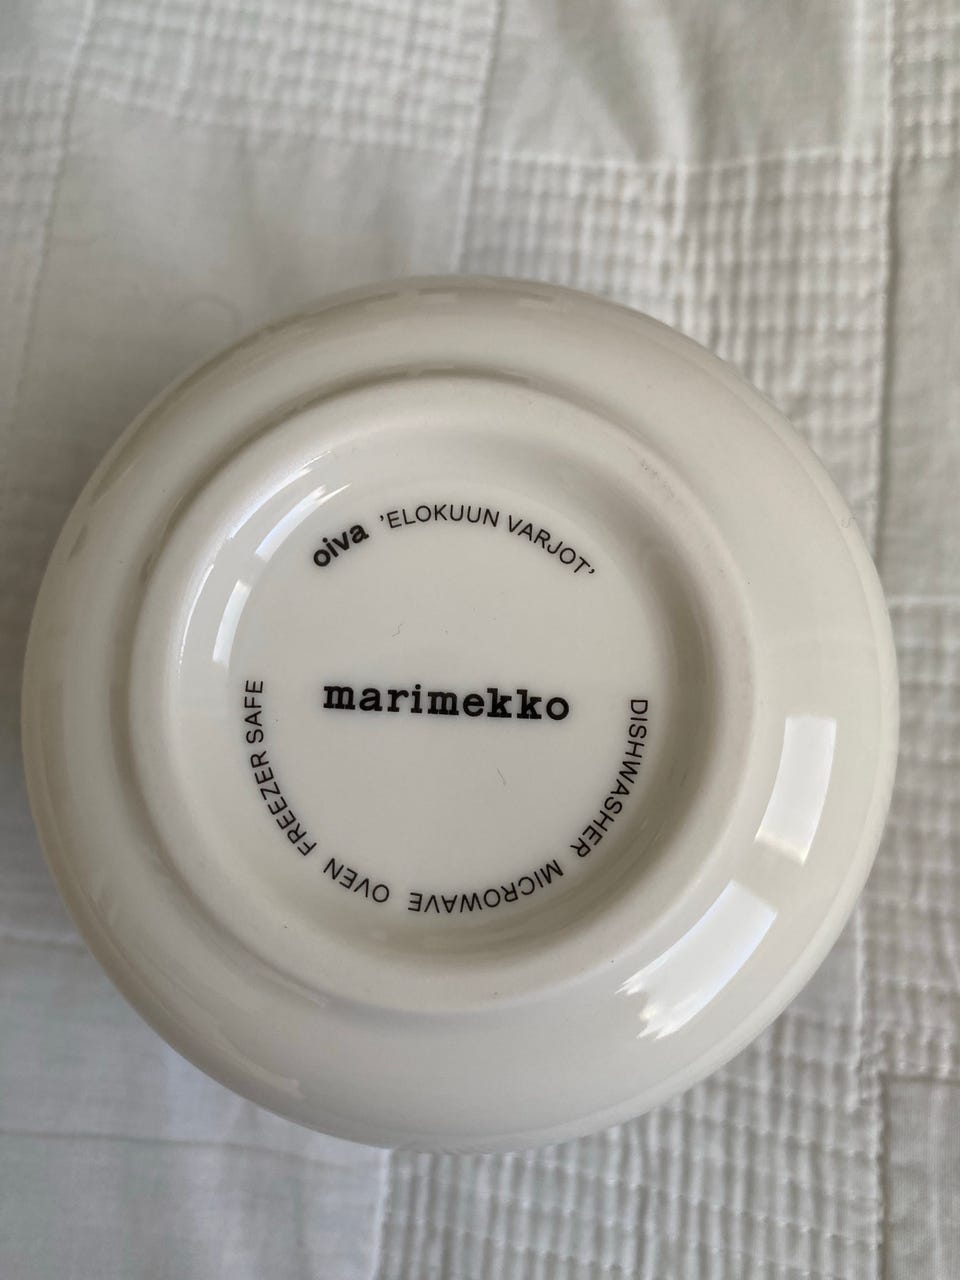 oiva 'ELOKUUN VARJOT'
marimekko
DISHWASHER MICROWAVE OVEN FREEZER SAFE